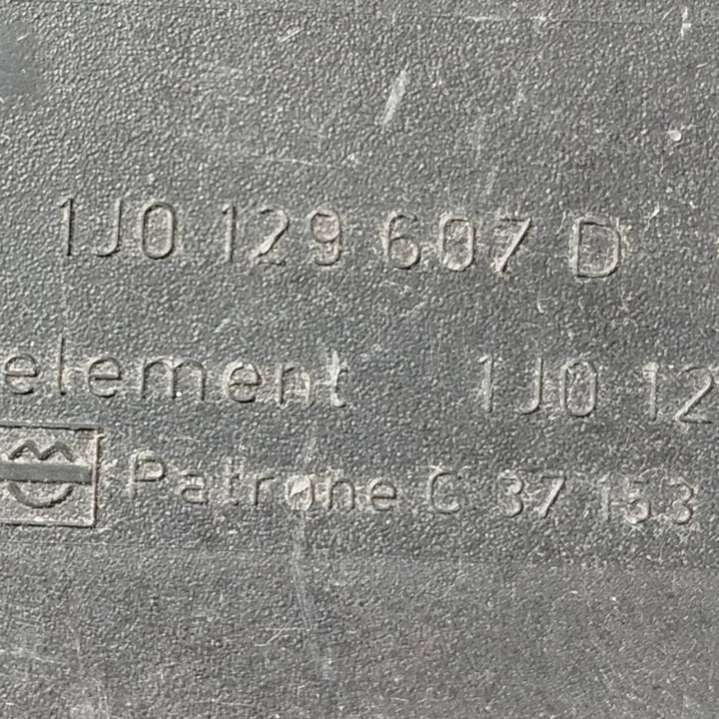 1J0 129 607 D
element 1J0 12
Patrone C 37 153